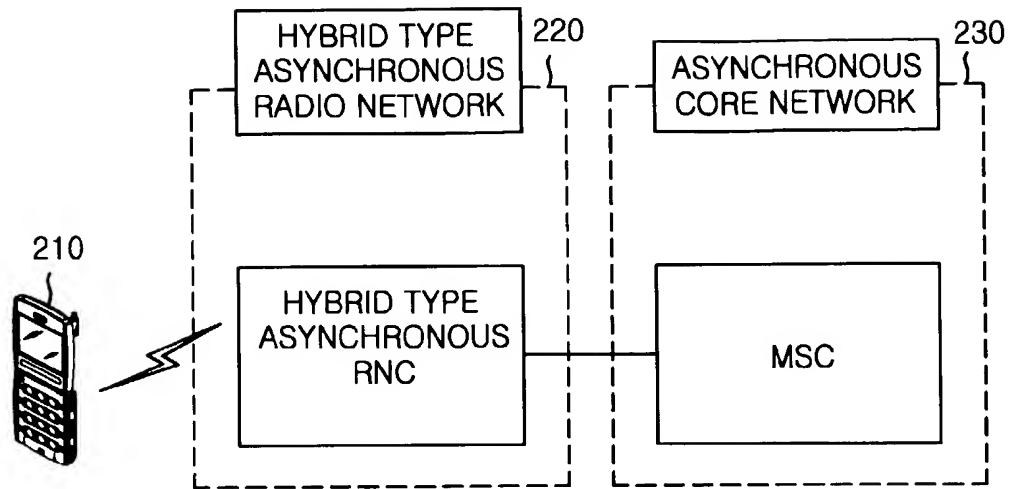 HYBRID TYPE
ASYNCHRONOUS
RADIO NETWORK
220
ASYNCHRONOUS
CORE NETWORK
230
210
HYBRID TYPE
ASYNCHRONOUS
RNC
MSC